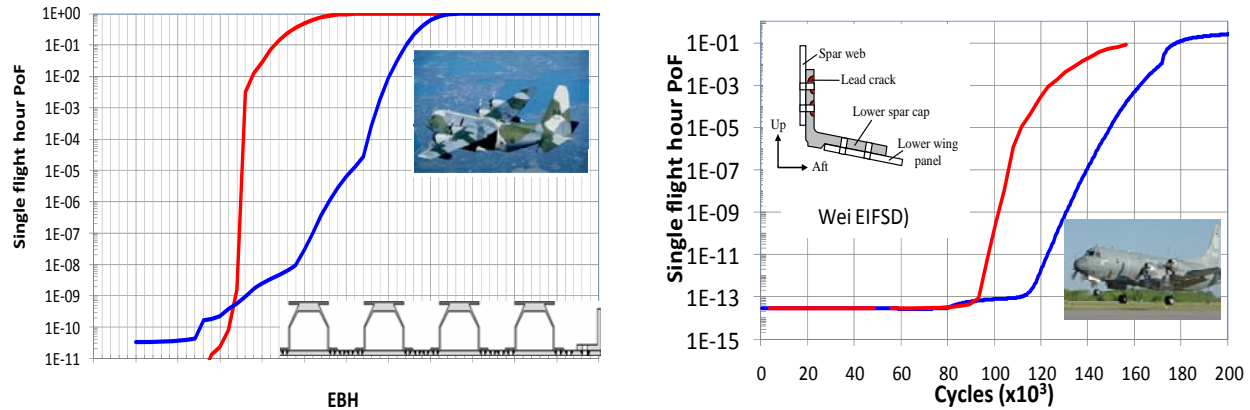 Single flight hour PoF
1E+00
1E-01
1E-02
1E-03
1E-04
1E-05
1E-06
1E-07
1E-08
1E-09
1E-10
1E-11
EBH
Single flight hour PoF
1E-01
1E-03
1E-05
1E-07
1E-09
1E-11
1E-13
1E-15
Spar web
Lead crack
Lower spar cap
Up
Lower wing
panel
Aft
Wei EIFSD)
0 20 40 60 80 100 120 140 160 180 200
Cycles (x10³)